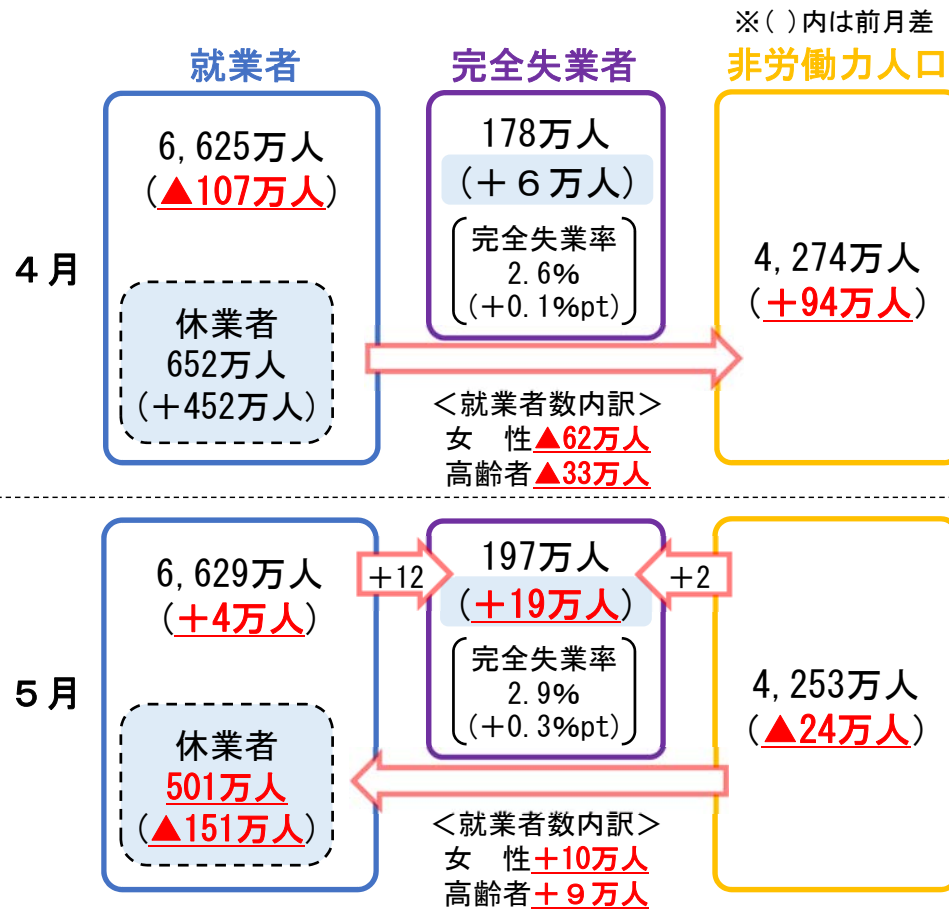 ※( )内は前月差
就業者
完全失業者
非労働力人口
4月
6,625万人
(▲107万人)
休業者
652万人
(+452万人)
178万人
(+6万人)
完全失業率
2.6%
(+0.1%pt)
4,274万人
(+94万人)
<就業者数内訳>
女 性▲62万人
高齢者▲33万人
5月
6,629万人
(+4万人)
休業者
501万人
(▲151万人)
+12
197万人
(+19万人)
完全失業率
2.9%
(+0.3%pt)
+2
4,253万人
(▲24万人)
<就業者数内訳>
女 性+10万人
高齢者+9万人